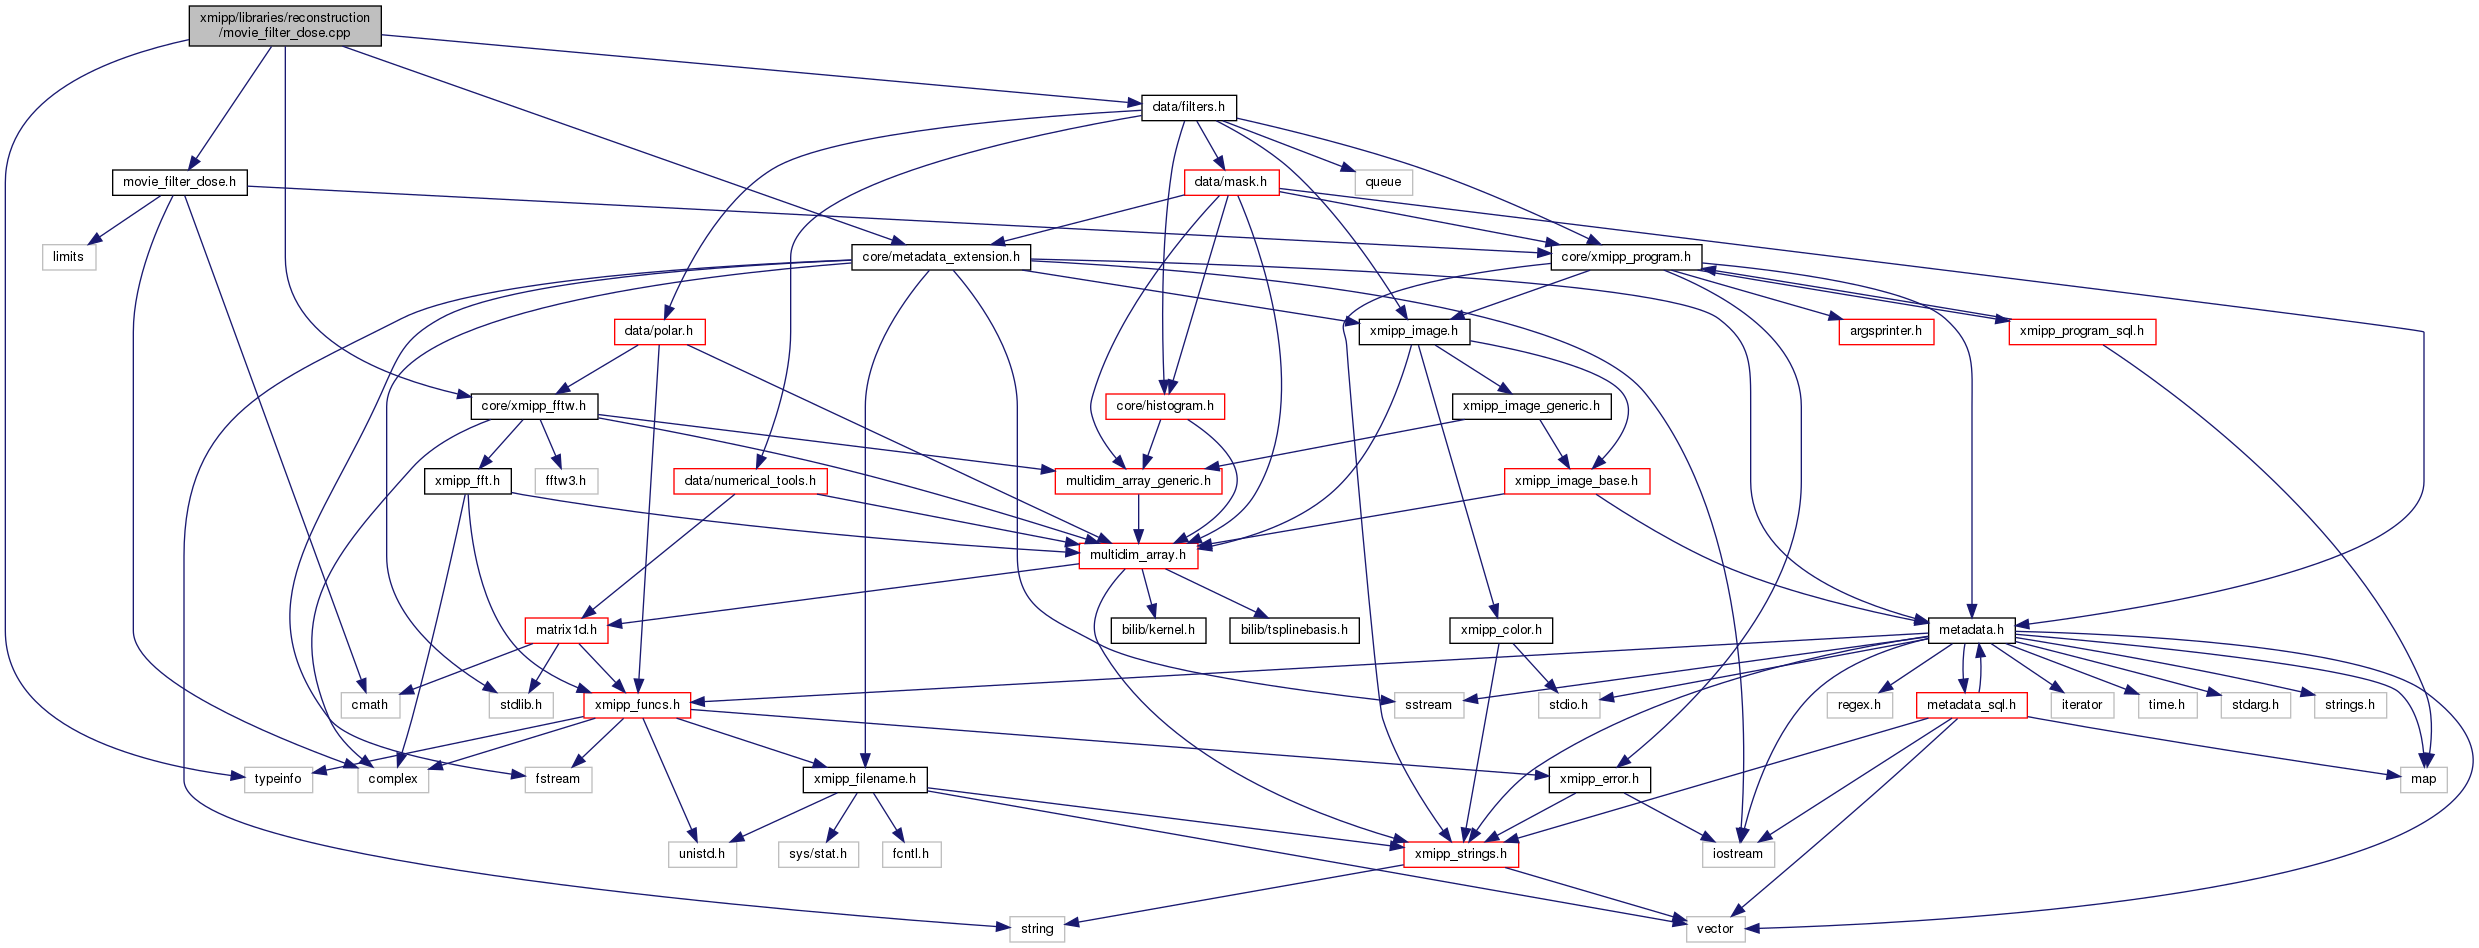 xmipp/libraries/reconstruction
/movie_filter_dose.cpp
data/filters.h
movie_filter_dose.h
data/mask.h
queue
limits
core/metadata_extension.h
core/xmipp_program.h
data/polar.h
xmipp_image.h
argsprinter.h
xmipp_program_sql.h
core/xmipp_fftw.h
core/histogram.h
xmipp_image_generic.h
xmipp_fft.h
fftw3.h
data/numerical_tools.h
multidim_array_generic.h
xmipp_image_base.h
multidim_array.h
matrix1d.h
bilib/kernel.h
bilib/tsplinebasis.h
xmipp_color.h
metadata.h
cmath
stdlib.h
xmipp_funcs.h
sstream
stdio.h
regex.h
metadata_sql.h
iterator
time.h
stdarg.h
strings.h
typeinfo
complex
fstream
xmipp_filename.h
xmipp_error.h
map
unistd.h
sys/stat.h
fcntl.h
xmipp_strings.h
iostream
string
vector